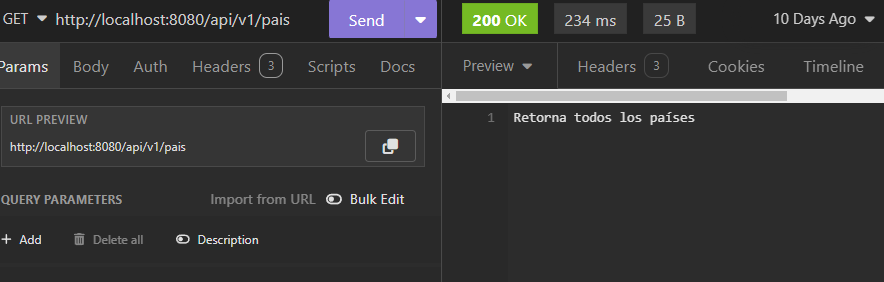 GET http://localhost:8080/api/v1/pais Send
Params Body Auth Headers 3 Scripts Docs
URL PREVIEW
http://localhost:8080/api/v1/pais
QUERY PARAMETERS Import from URL Bulk Edit
+ Add Delete all Description
200 OK 234 ms 25 B 10 Days Ago
Preview Headers 3 Cookies Timeline
1 Retorna todos los países